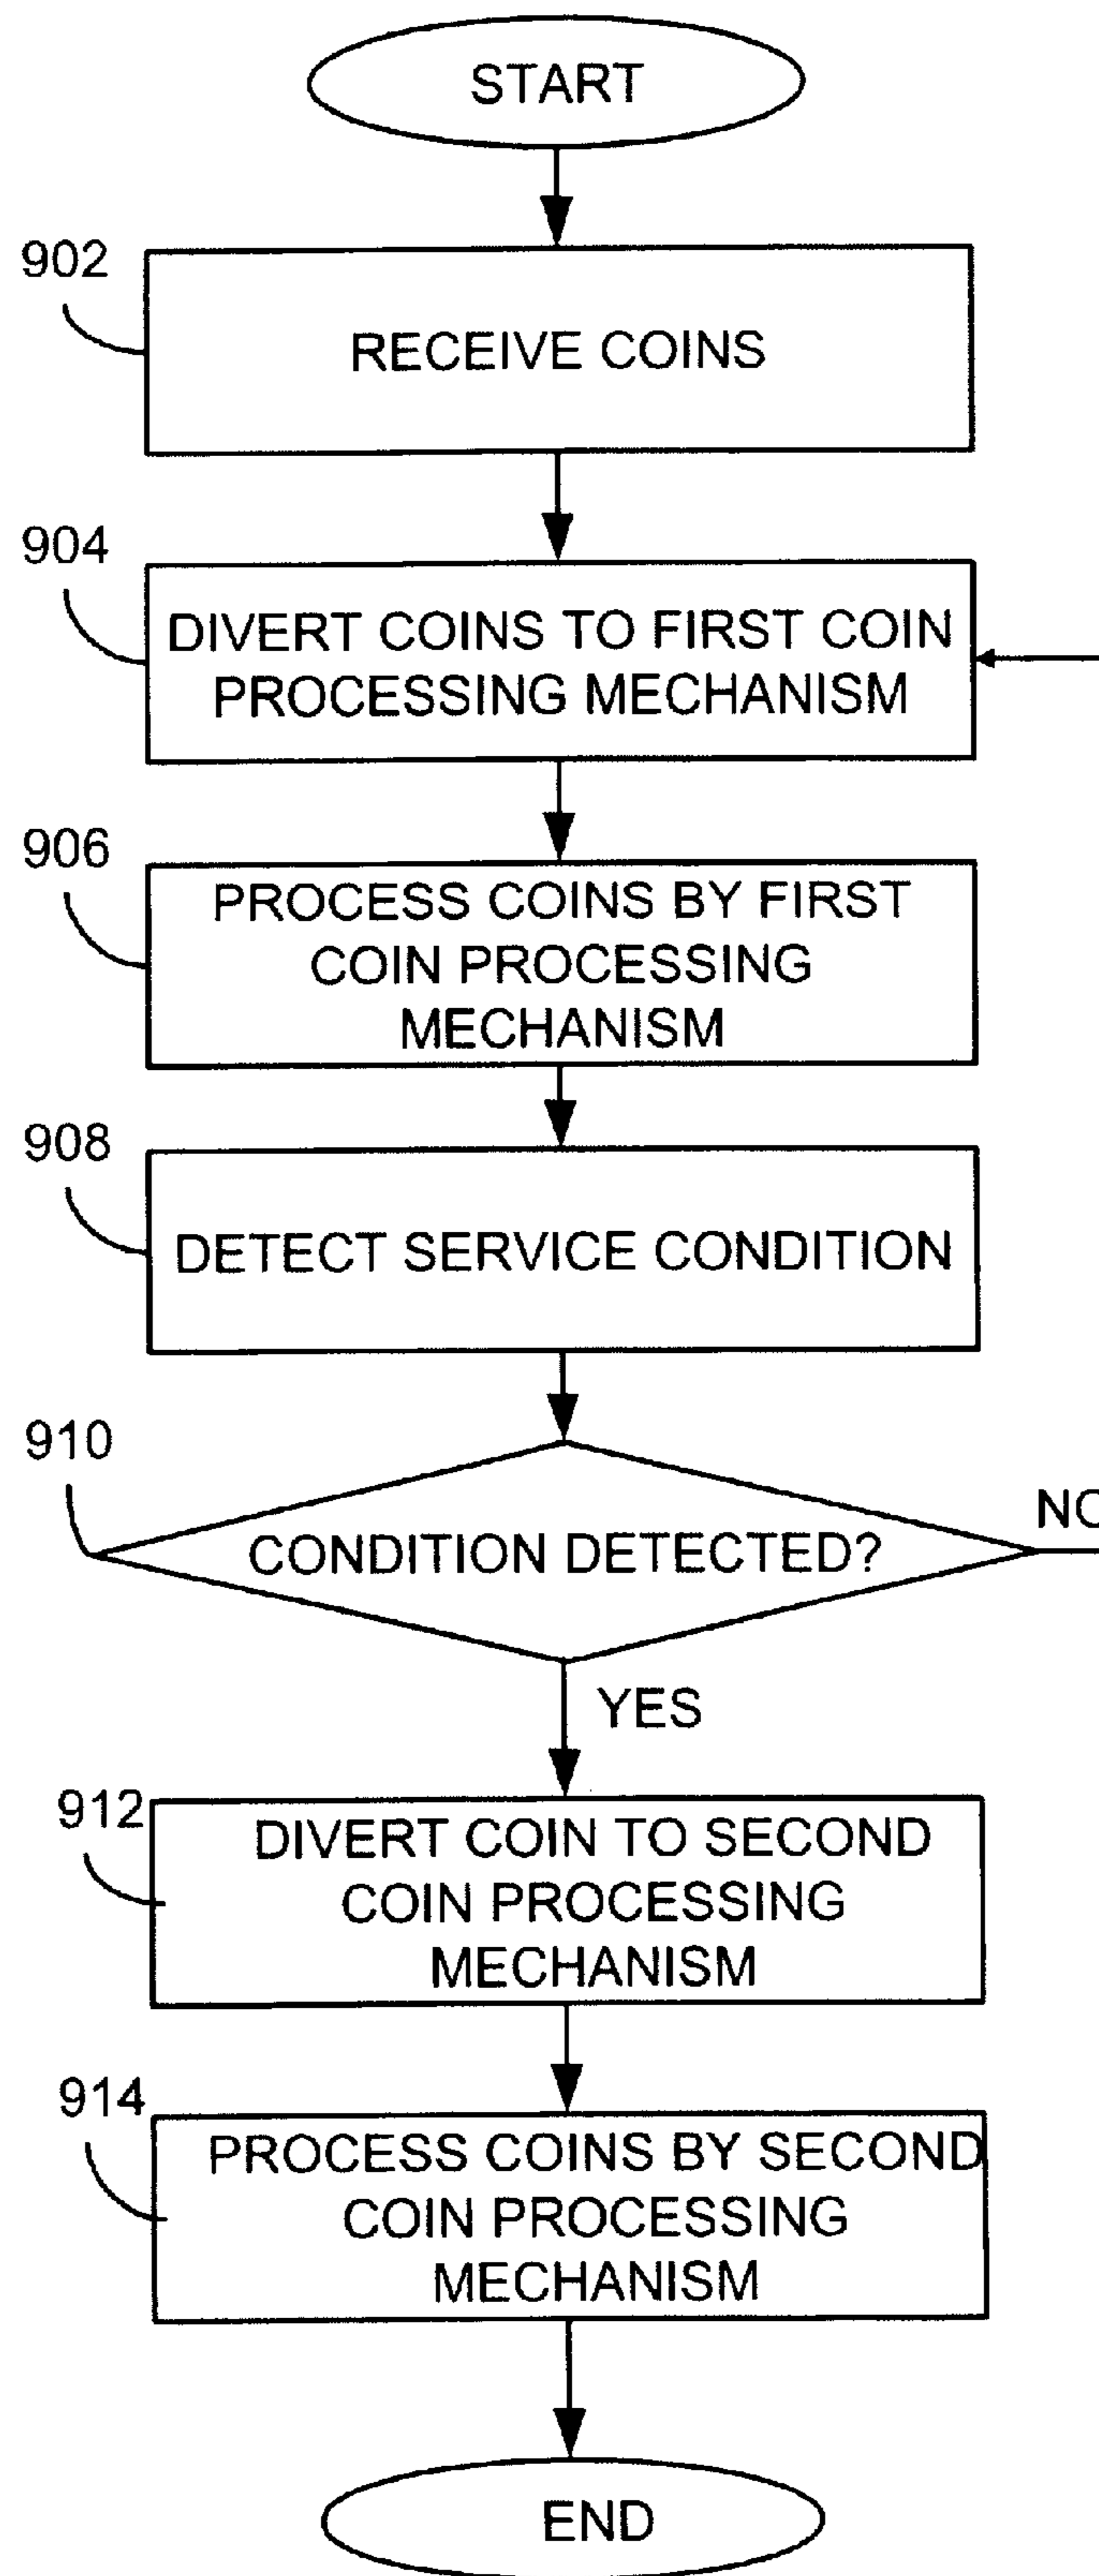 START
902
RECEIVE COINS
904
DIVERT COINS TO FIRST COIN
PROCESSING MECHANISM
906
PROCESS COINS BY FIRST
COIN PROCESSING
MECHANISM
908
DETECT SERVICE CONDITION
910
CONDITION DETECTED?
NO
YES
912
DIVERT COIN TO SECOND
COIN PROCESSING
MECHANISM
914
PROCESS COINS BY SECOND
COIN PROCESSING
MECHANISM
END